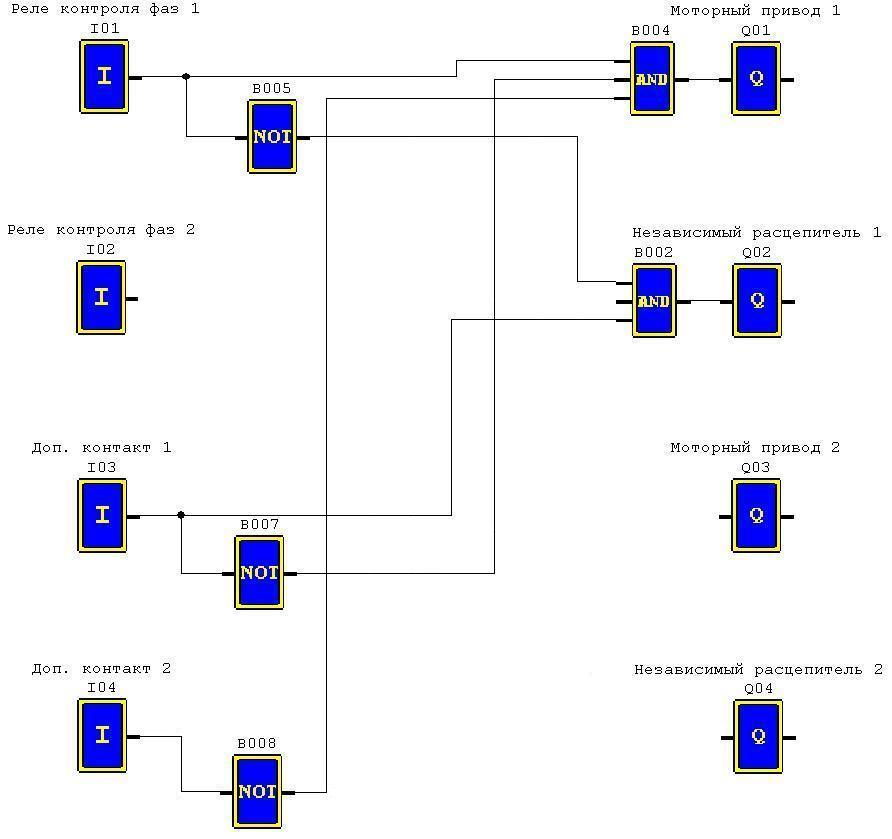 Реле контроля фаз 1
Моторный привод 1
I01
B004
Q01
I
AND
Q
B005
NOT
Реле контроля фаз 2
Независимый расцепитель 1
I02
B002
Q02
I
AND
Q
Доп. контакт 1
Моторный привод 2
I03
Q03
I
Q
B007
NOT
Доп. контакт 2
Независимый расцепитель 2
I04
Q04
I
Q
B008
NOT